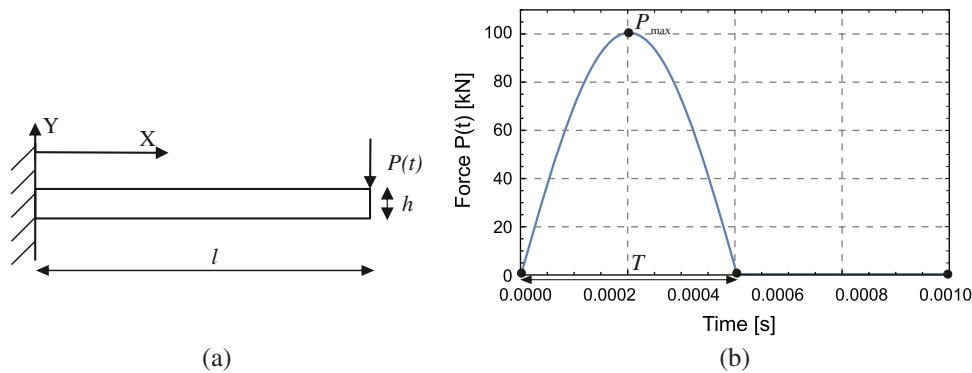 Y
X
P(t)
h
l
(a)
Force P(t) [kN]
100
80
60
40
20
0
P max
T
0.0000 0.0002 0.0004 0.0006 0.0008 0.0010
Time [s]
(b)